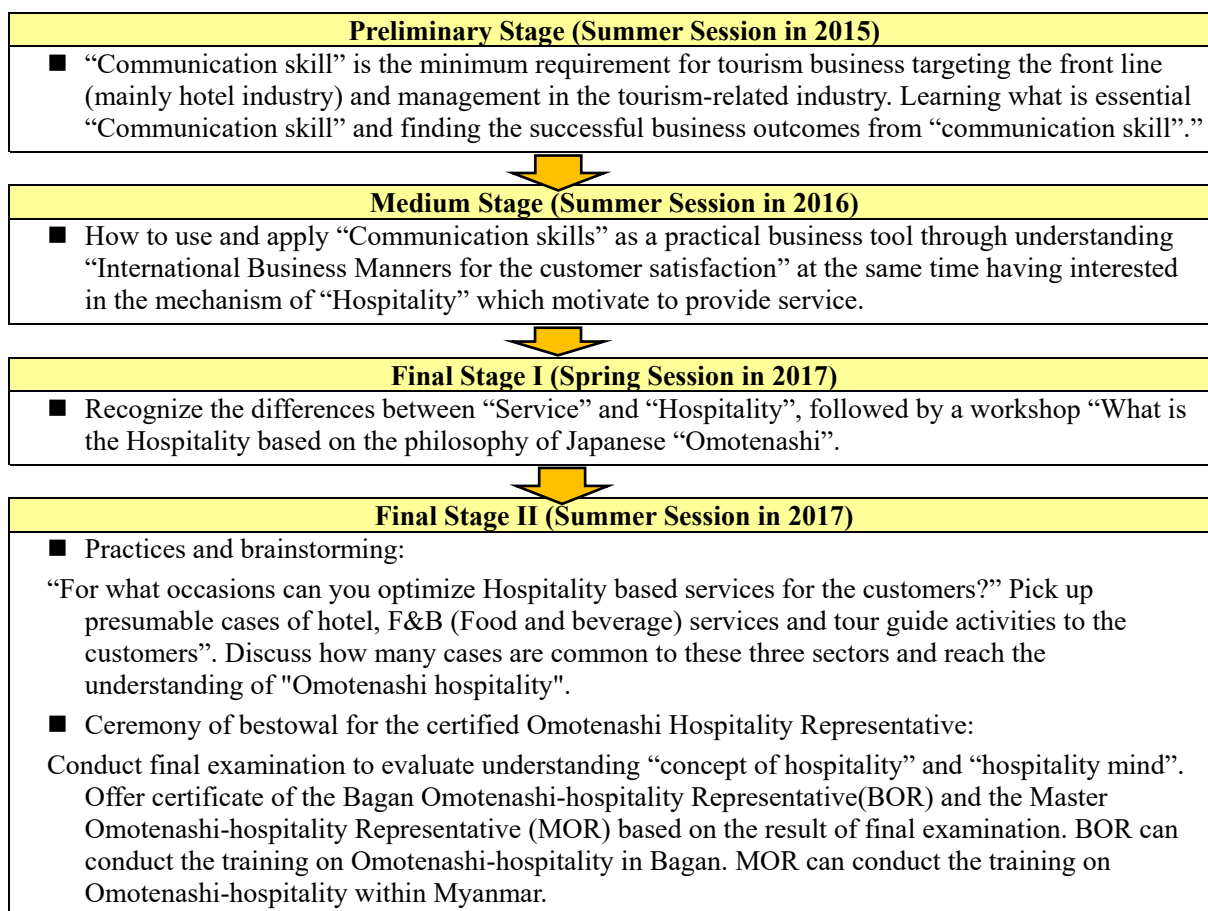 Preliminary Stage (Summer Session in 2015)
■ “Communication skill” is the minimum requirement for tourism business targeting the front line
(mainly hotel industry) and management in the tourism-related industry. Learning what is essential
“Communication skill” and finding the successful business outcomes from “communication skill”.”
Medium Stage (Summer Session in 2016)
■ How to use and apply “Communication skills” as a practical business tool through understanding
“International Business Manners for the customer satisfaction” at the same time having interested
in the mechanism of “Hospitality” which motivate to provide service.
Final Stage I (Spring Session in 2017)
■ Recognize the differences between “Service” and “Hospitality”, followed by a workshop “What is
the Hospitality based on the philosophy of Japanese “Omotenashi”.
Final Stage II (Summer Session in 2017)
■ Practices and brainstorming:
“For what occasions can you optimize Hospitality based services for the customers?” Pick up
presumable cases of hotel, F&B (Food and beverage) services and tour guide activities to the
customers”. Discuss how many cases are common to these three sectors and reach the
understanding of "Omotenashi hospitality".
■ Ceremony of bestowal for the certified Omotenashi Hospitality Representative:
Conduct final examination to evaluate understanding “concept of hospitality” and “hospitality mind”.
Offer certificate of the Bagan Omotenashi-hospitality Representative(BOR) and the Master
Omotenashi-hospitality Representative (MOR) based on the result of final examination. BOR can
conduct the training on Omotenashi-hospitality in Bagan. MOR can conduct the training on
Omotenashi-hospitality within Myanmar.